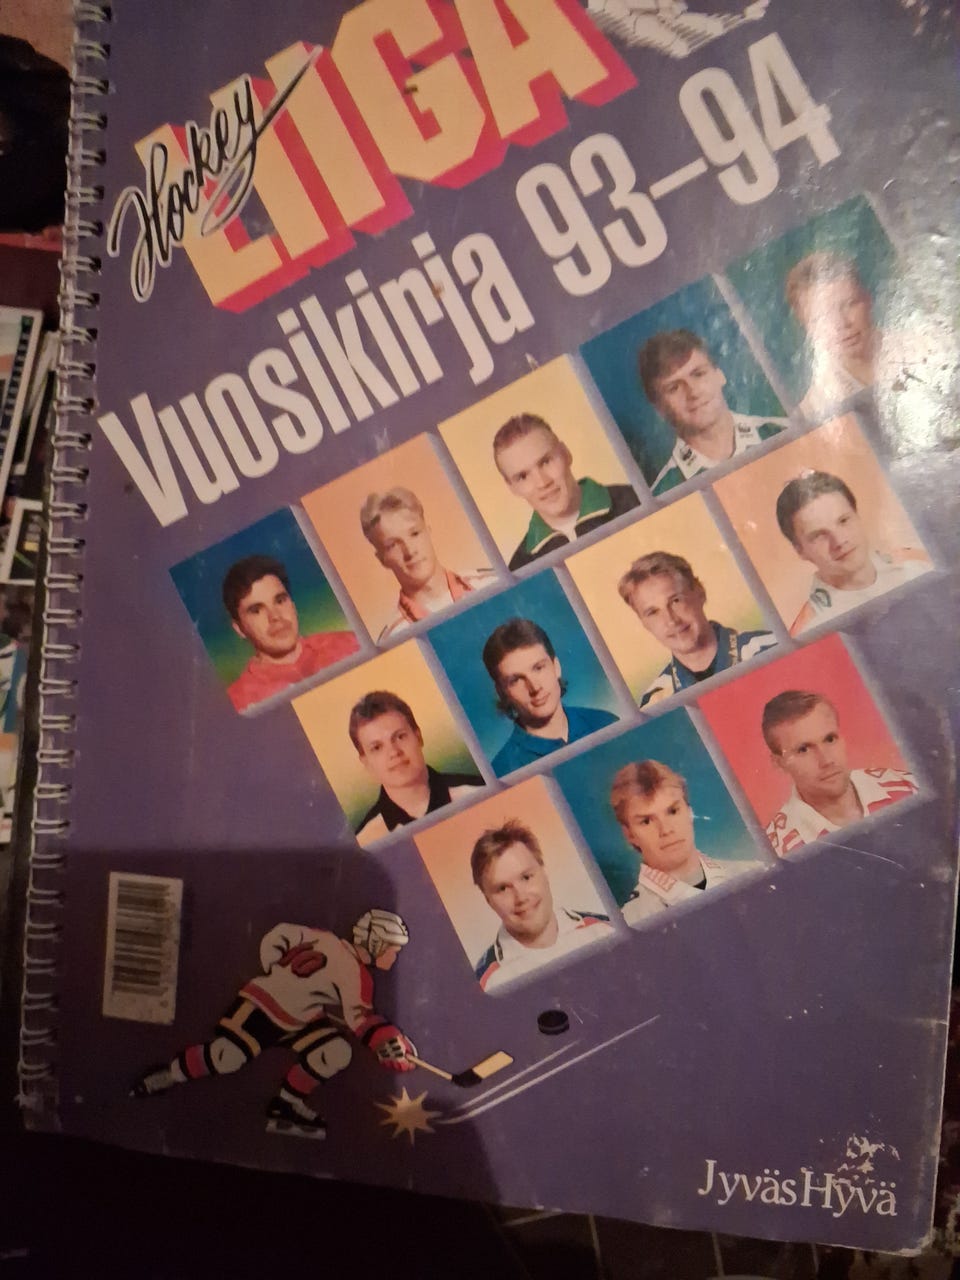 Hockey
LIIGA
Vuosikirja 93-94
JyväsHyvä